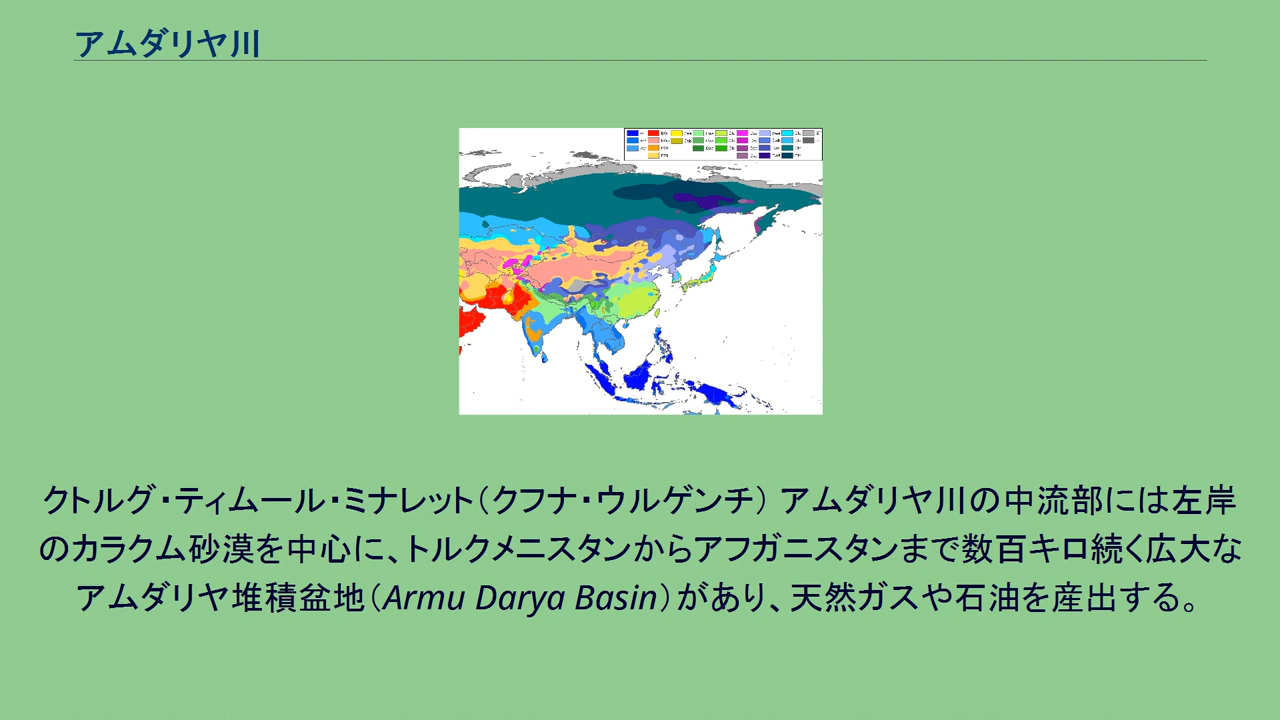 アムダリヤ川
クトルグ・ティムール・ミナレット（クフナ・ウルゲンチ） アムダリヤ川の中流部には左岸
のカラクム砂漠を中心に、トルクメニスタンからアフガニスタンまで数百キロ続く広大な
アムダリヤ堆積盆地（Armu Darya Basin）があり、天然ガスや石油を産出する。